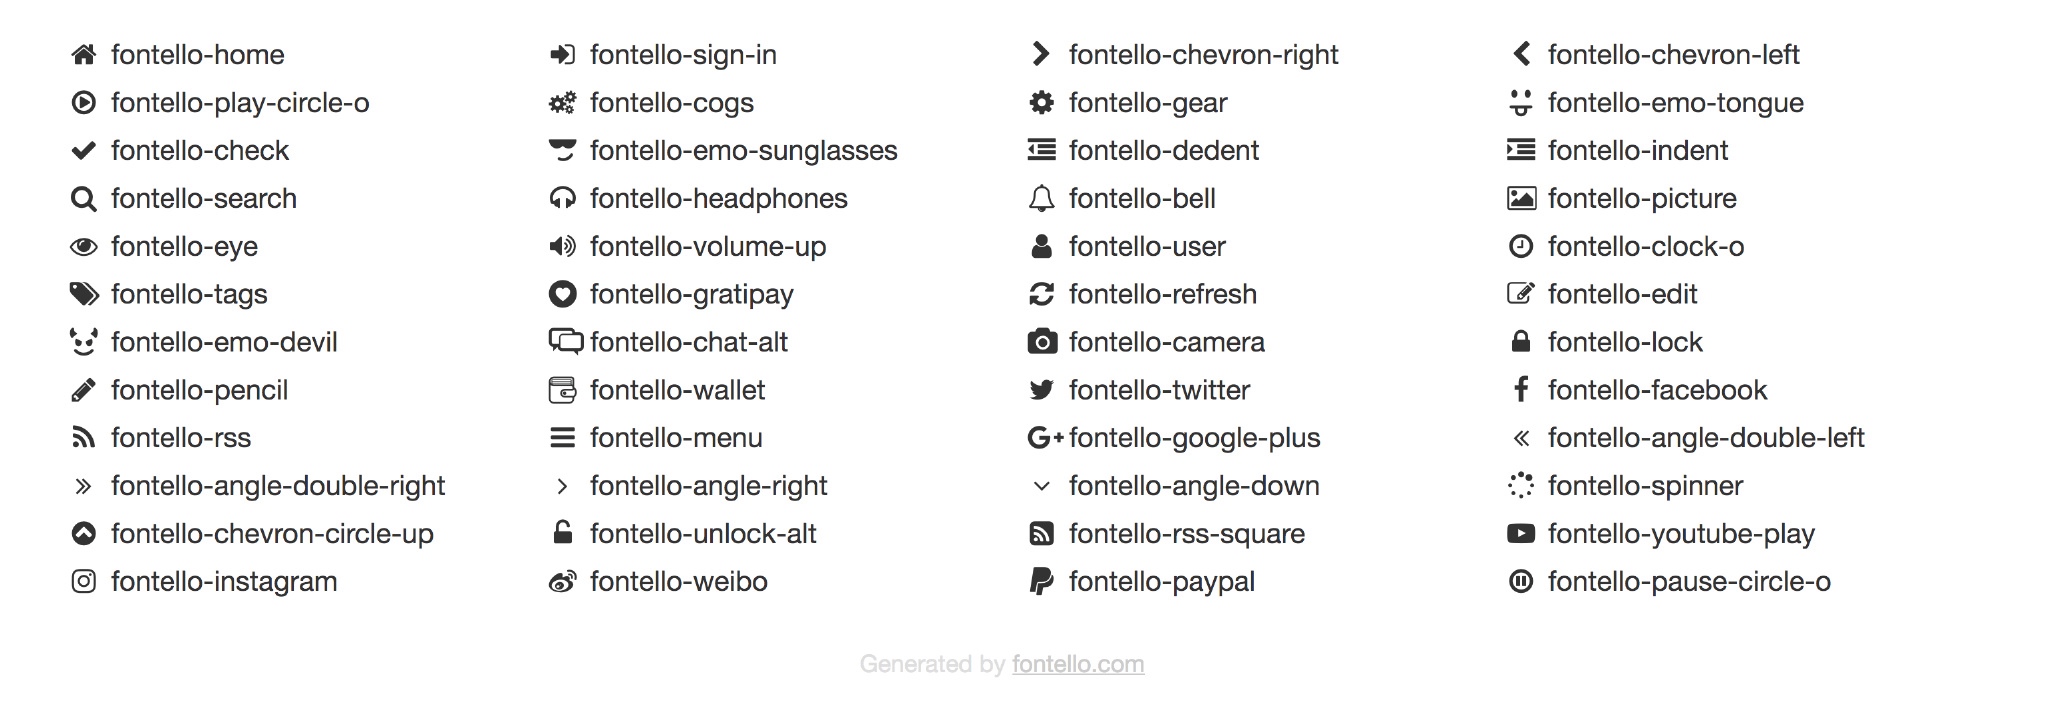 fontello-home fontello-sign-in fontello-chevron-right fontello-chevron-left
fontello-play-circle-o fontello-cogs fontello-gear fontello-emo-tongue
fontello-check fontello-emo-sunglasses fontello-dedent fontello-indent
fontello-search fontello-headphones fontello-bell fontello-picture
fontello-eye fontello-volume-up fontello-user fontello-clock-o
fontello-tags fontello-gratipay fontello-refresh fontello-edit
fontello-emo-devil fontello-chat-alt fontello-camera fontello-lock
fontello-pencil fontello-wallet fontello-twitter fontello-facebook
fontello-rss fontello-menu fontello-google-plus fontello-angle-double-left
fontello-angle-double-right fontello-angle-right fontello-angle-down fontello-spinner
fontello-chevron-circle-up fontello-unlock-alt fontello-rss-square fontello-youtube-play
fontello-instagram fontello-weibo fontello-paypal fontello-pause-circle-o
Generated by fontello.com